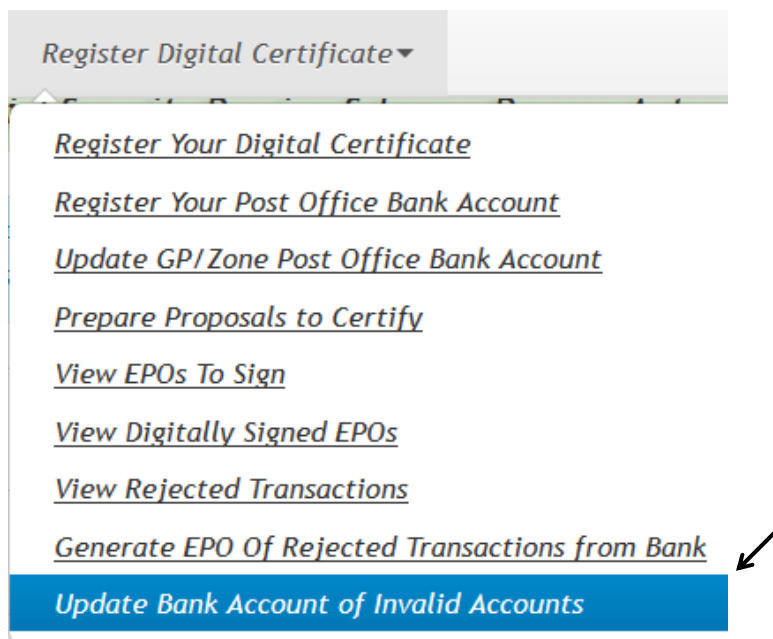 Register Digital Certificate
Register Your Digital Certificate
Register Your Post Office Bank Account
Update GP/Zone Post Office Bank Account
Prepare Proposals to Certify
View EPOs To Sign
View Digitally Signed EPOs
View Rejected Transactions
Generate EPO Of Rejected Transactions from Bank
Update Bank Account of Invalid Accounts